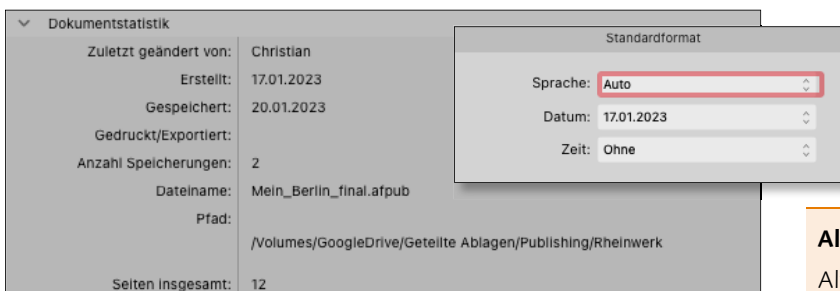 Dokumentstatistik
Zuletzt geändert von: Christian
Erstellt: 17.01.2023
Gespeichert: 20.01.2023
Gedruckt/Exportiert:
Anzahl Speicherungen: 2
Dateiname: Mein_Berlin_final.afpub
Pfad:
/Volumes/GoogleDrive/Geteilte Ablagen/Publishing/Rheinwerk
Seiten insgesamt: 12
Standardformat
Sprache: Auto
Datum: 17.01.2023
Zeit: Ohne
Al
Al